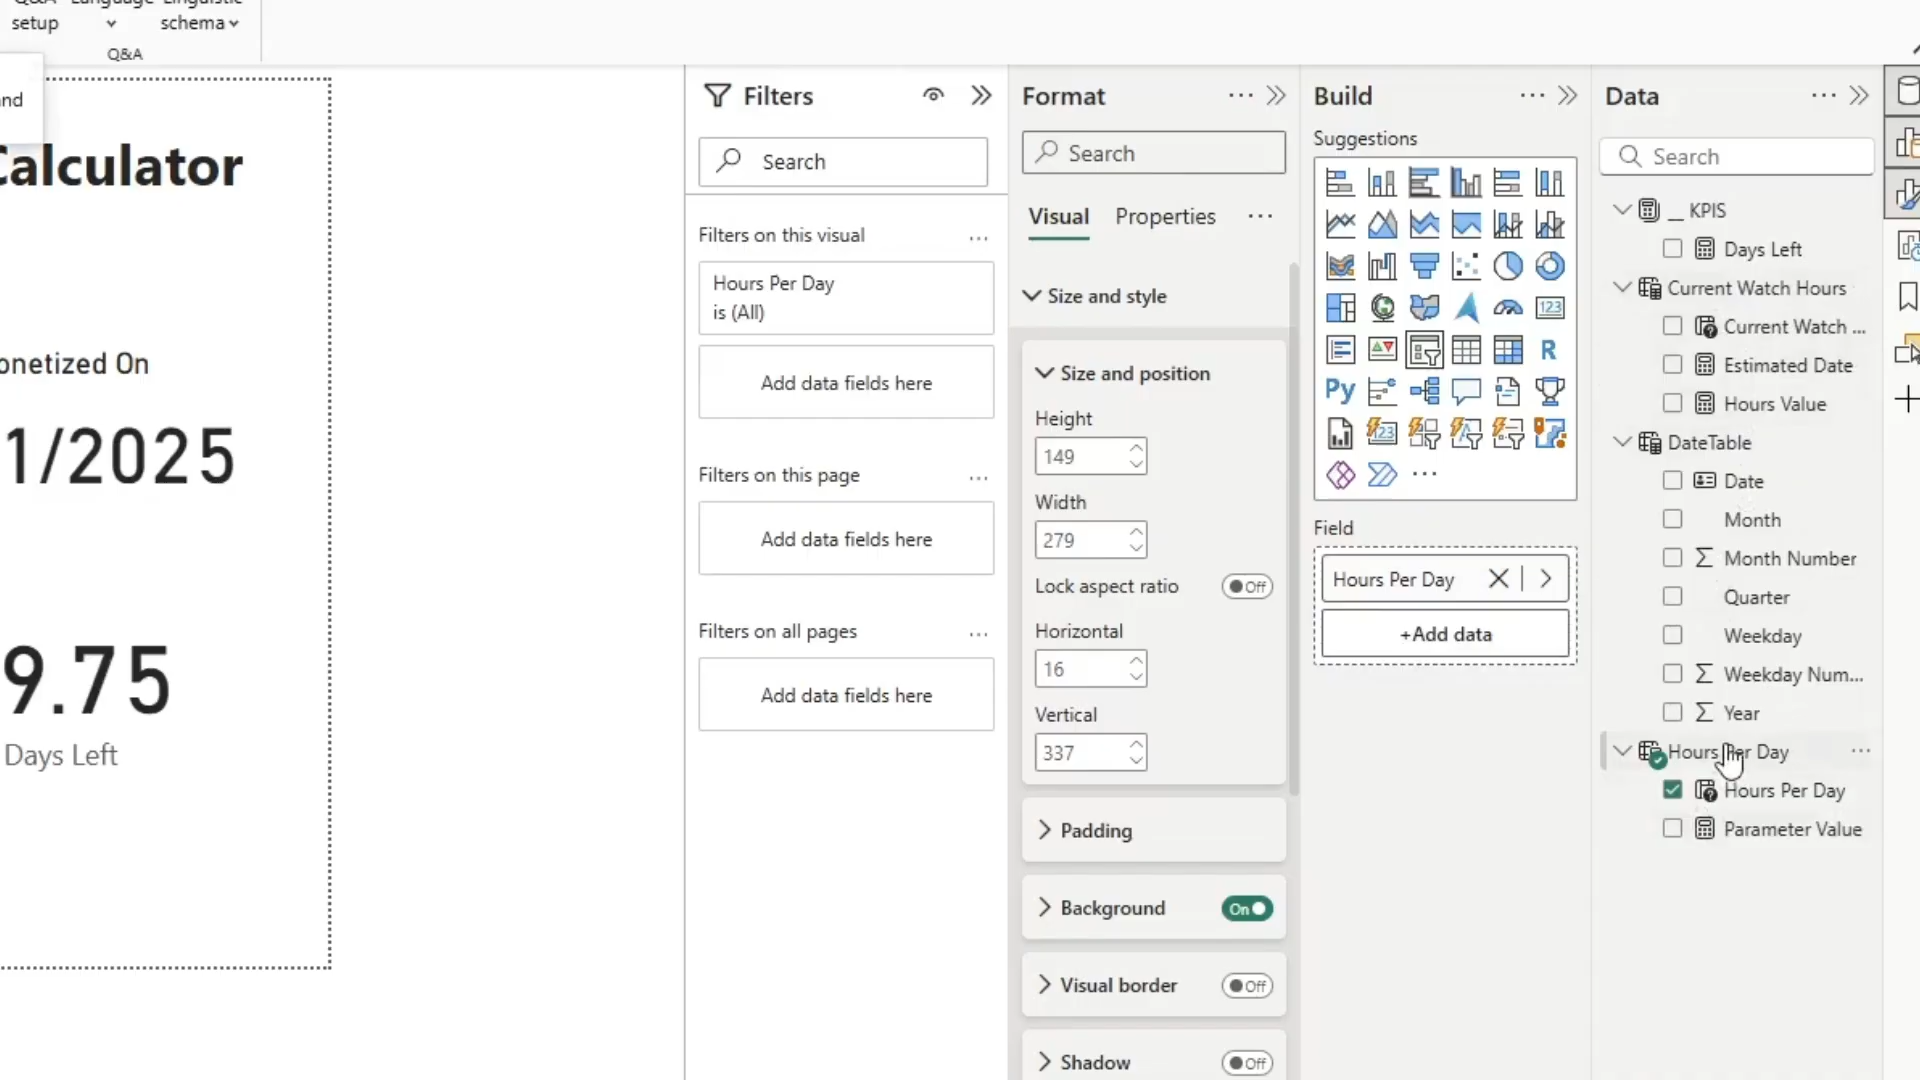 setup
schema
Q&A
nd
Calculator
onetized On
1/2025
9.75
Days Left
Filters
Search
Filters on this visual
...
Hours Per Day
is (All)
Add data fields here
Filters on this page
...
Add data fields here
Filters on all pages
...
Add data fields here
Format
...
Search
Visual
Properties
...
Size and style
Size and position
Height
149
Width
279
Lock aspect ratio
Off
Horizontal
16
Vertical
337
Padding
Background
On
Visual border
Off
Shadow
Off
Build
...
Suggestions
123
R
Py
123
...
Field
Hours Per Day
+Add data
Data
...
Search
__ KPIS
Days Left
Current Watch Hours
Current Watch ...
Estimated Date
Hours Value
DateTable
Date
Month
Month Number
Quarter
Weekday
Weekday Num...
Year
Hours Per Day
...
Hours Per Day
Parameter Value